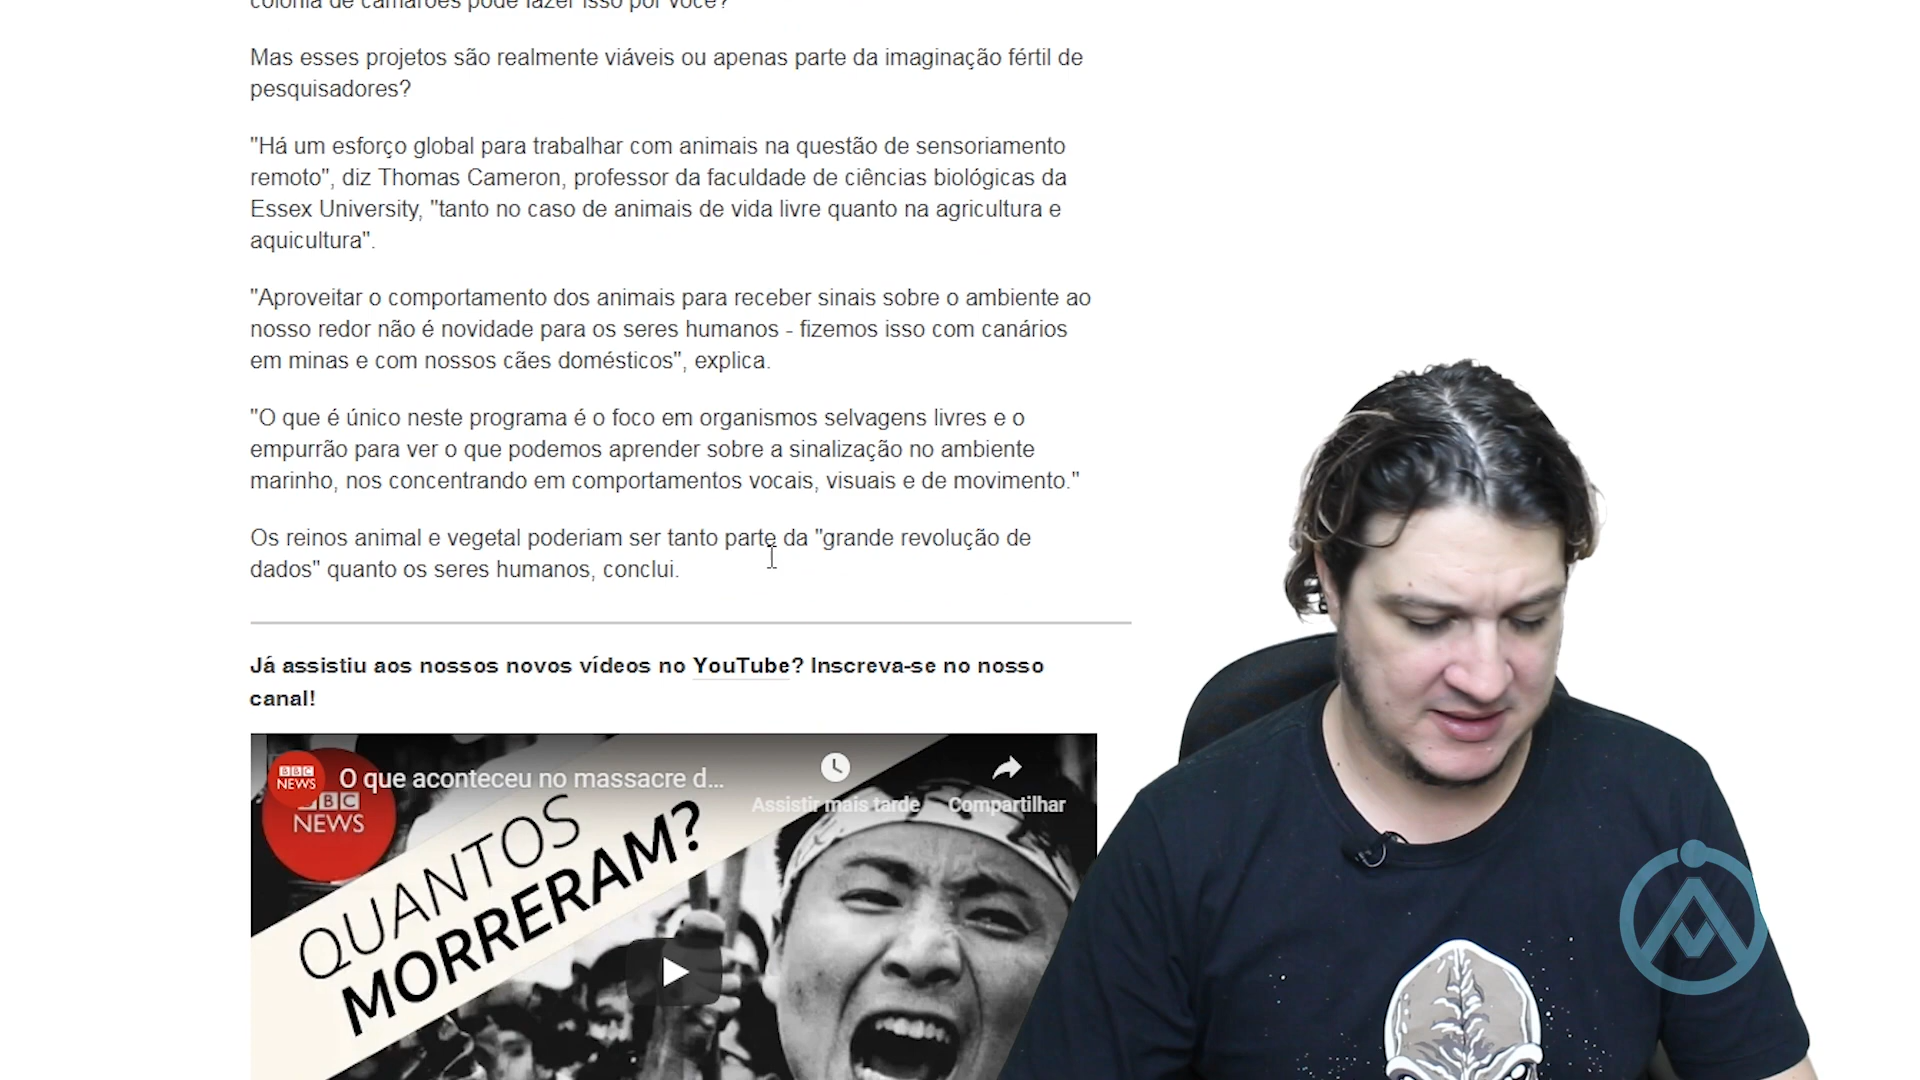 colônia de camarões pode fazer isso por você?
Mas esses projetos são realmente viáveis ou apenas parte da imaginação fértil de
pesquisadores?
"Há um esforço global para trabalhar com animais na questão de sensoriamento
remoto", diz Thomas Cameron, professor da faculdade de ciências biológicas da
Essex University, "tanto no caso de animais de vida livre quanto na agricultura e
aquicultura".
"Aproveitar o comportamento dos animais para receber sinais sobre o ambiente ao
nosso redor não é novidade para os seres humanos - fizemos isso com canários
em minas e com nossos cães domésticos", explica.
"O que é único neste programa é o foco em organismos selvagens livres e o
empurrão para ver o que podemos aprender sobre a sinalização no ambiente
marinho, nos concentrando em comportamentos vocais, visuais e de movimento."
Os reinos animal e vegetal poderiam ser tanto parte da "grande revolução de
dados" quanto os seres humanos, conclui.
Já assistiu aos nossos novos vídeos no YouTube? Inscreva-se no nosso
canal!
BBC
NEWS
O que aconteceu no massacre d...
Assistir mais tarde
Compartilhar
BBC
NEWS
QUANTOS
MORRERAM?